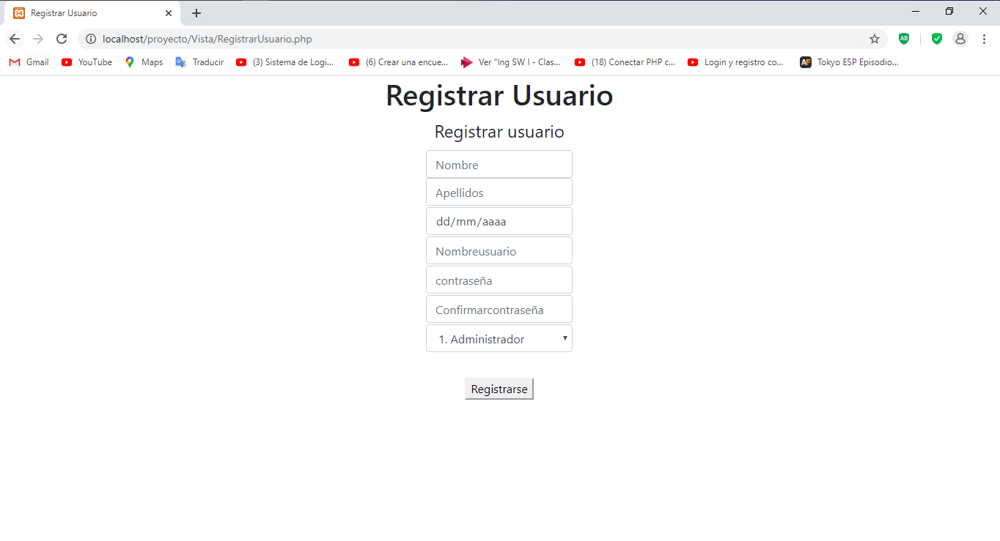 Registrar Usuario
localhost/proyecto/Vista/RegistrarUsuario.php
AB
Gmail YouTube Maps Traducir (3) Sistema de Logi... (6) Crear una encue... Ver "Ing SW I - Clas... (18) Conectar PHP c... Login y registro co... AF Tokyo ESP Episodio...
Registrar Usuario
Registrar usuario
Nombre
Apellidos
dd/mm/aaaa
Nombreusuario
contraseña
Confirmarcontraseña
1. Administrador
Registrarse